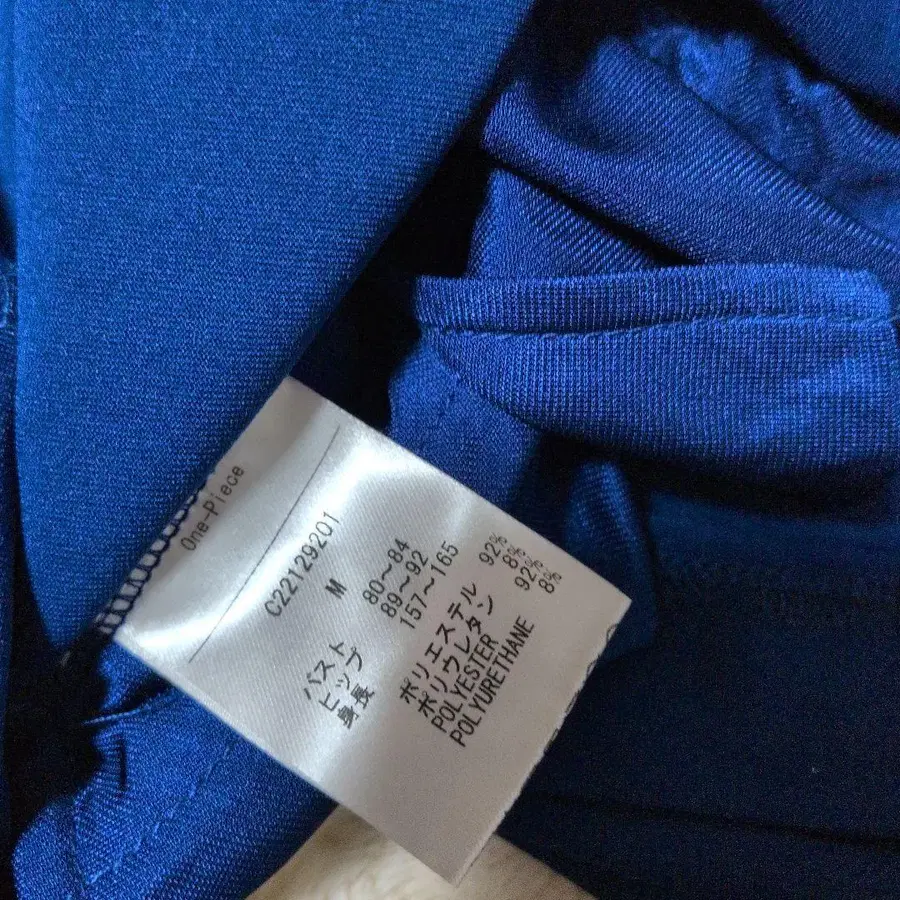 One-Piece
C22129201
M
バスト 80～84
ヒップ 89～92
身長 157～165
ポリエステル 92%
ポリウレタン 8%
POLYESTER 92%
POLYURETHANE 8%